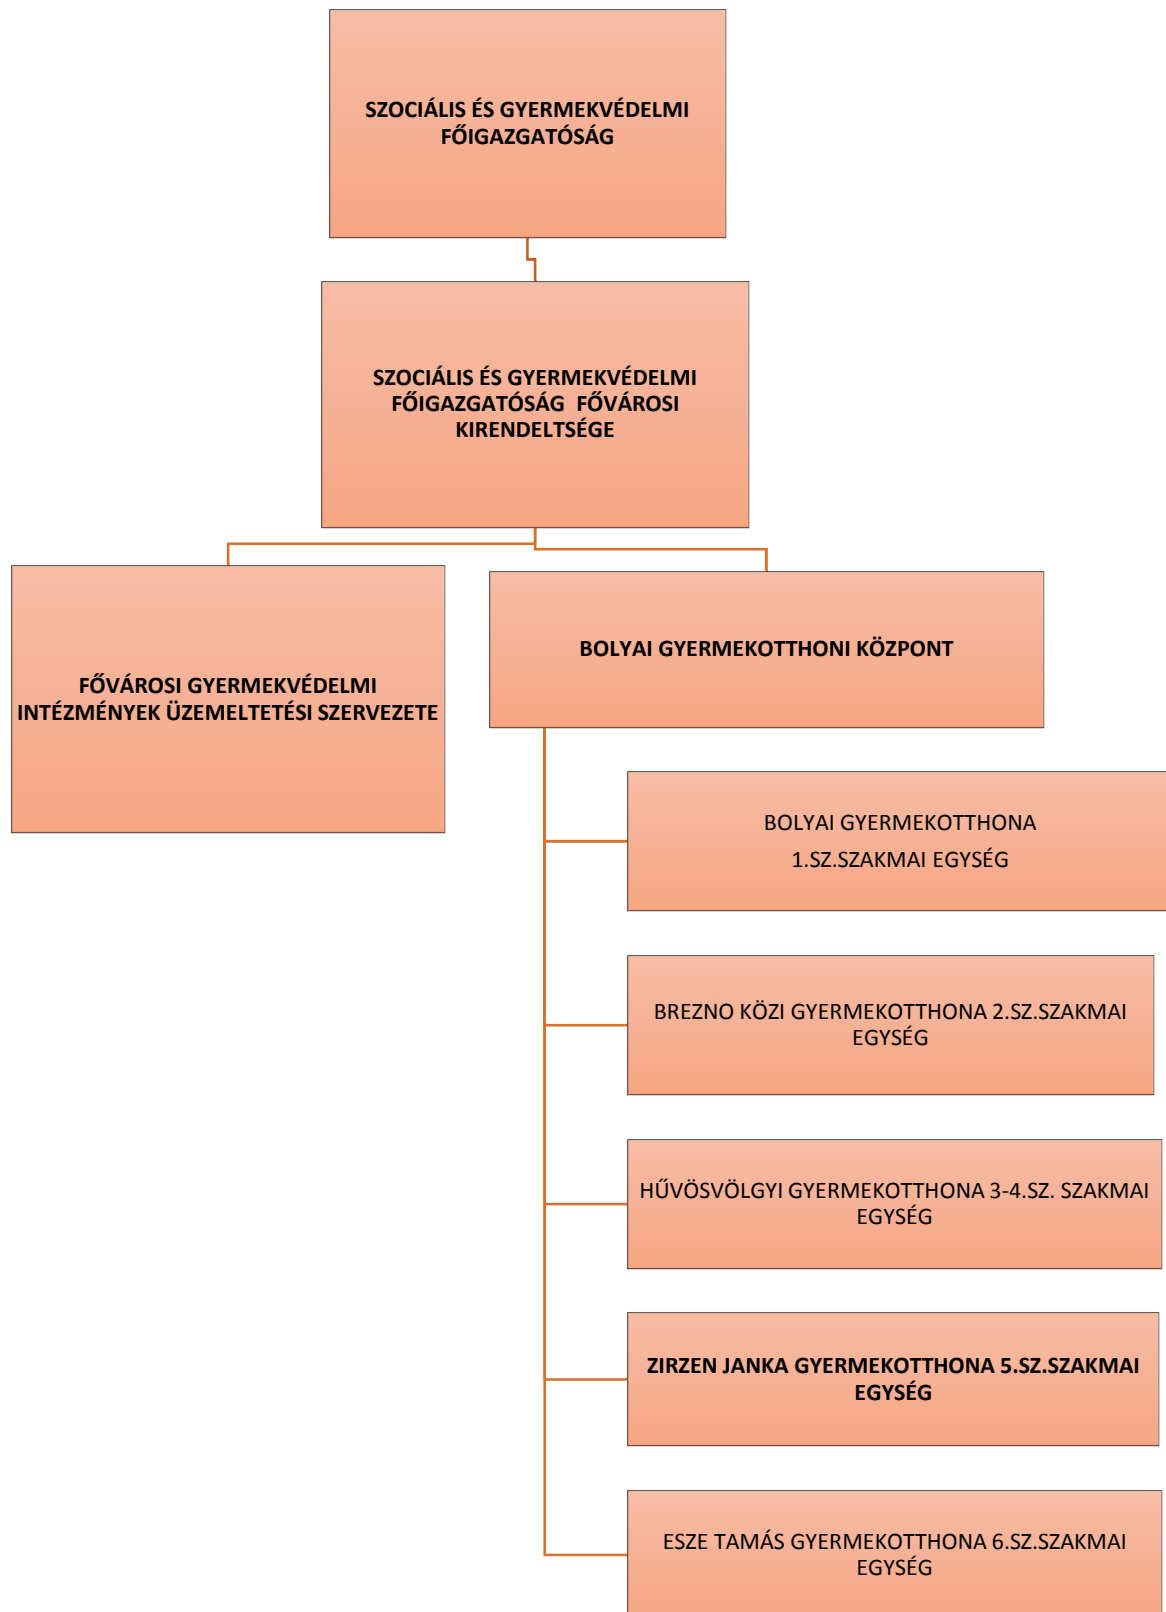 SZOCIÁLIS ÉS GYERMEKVÉDELMI
FŐIGAZGATÓSÁG
SZOCIÁLIS ÉS GYERMEKVÉDELMI
FŐIGAZGATÓSÁG  FŐVÁROSI
KIRENDELTSÉGE
FŐVÁROSI GYERMEKVÉDELMI
INTÉZMÉNYEK ÜZEMELTETÉSI SZERVEZETE
BOLYAI GYERMEKOTTHONI KÖZPONT
BOLYAI GYERMEKOTTHONA
1.SZ.SZAKMAI EGYSÉG
BREZNO KÖZI GYERMEKOTTHONA 2.SZ.SZAKMAI
EGYSÉG
HŰVÖSVÖLGYI GYERMEKOTTHONA 3-4.SZ. SZAKMAI
EGYSÉG
ZIRZEN JANKA GYERMEKOTTHONA 5.SZ.SZAKMAI
EGYSÉG
ESZE TAMÁS GYERMEKOTTHONA 6.SZ.SZAKMAI
EGYSÉG